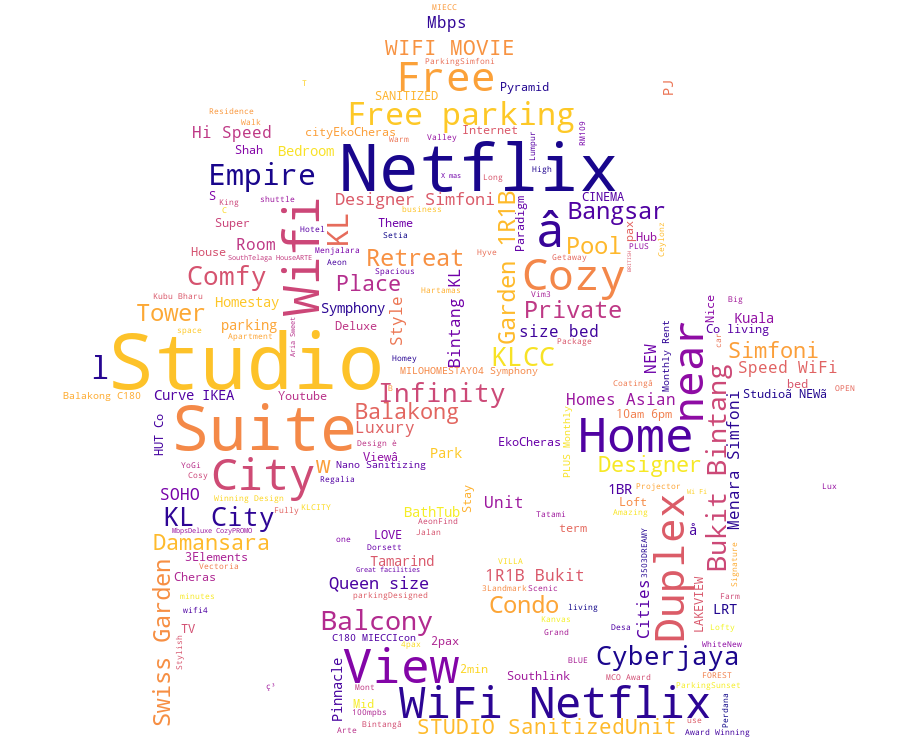 MIECC
Mbps
WIFI MOVIE
ParkingSimfoni
Free
Pyramid
T
PJ
SANITIZED
Free parking
Residence
Walk
Hi Speed
cityEkoCheras
Warm
Valley
Internet
Lumpur
RM109
Shah
Bedroom
Netflix
High
Empire
X mas
Long
S
King
C
shuttle
Designer Simfoni
business
1R1B
Paradigm
CINEMA
Bangsar
Super
Hotel
Wifi
KL
Theme
Setia
â
pax
Hub
PLUS
Ceylonz
Room
House
SouthTelaga HouseARTE
Menjalara
Aeon
Retreat
Spacious
Hyve
Pool
Getaway
BRITISH
Comfy
Place
Hartamas
Bintang KL
Garden
Cozy
Vim3
Kubu Bharu
Homestay
Symphony
Style
Private
Nice
Big
Tower
space
parking
Apartment
Aria Sweet
Deluxe
size bed
Package
NEW
Monthly Rent
near
Kuala
Co living
car
l
Studio
Homey
KLCC
Simfoni
MILOHOMESTAY04 Symphony
Speed WiFi
Balakong C180
Curve IKEA
Youtube
Infinity
Coatingâ
bed
OPEN
Studioã NEWã
HUT Co
Suite
Balakong
Luxury
Homes Asian
10am 6pm
Bukit Bintang
Menara Simfoni
Design è
EkoCheras
PLUS Monthly
Home
YoGi
Cosy
City
w
Viewâ
Nano Sanitizing
Regalia
Park
Designer
SOHO
Winning Design
Stay
Unit
1BR
Projector
Wi Fi
Lux
KL City
Fully
KLCITY
BathTub
AeonFind
Jalan
Tatami
term
Loft
Amazing
Duplex
å
MbpsDeluxe CozyPROMO
Damansara
one
LOVE
Dorsett
3Elements
Vectoria
Great facilities
Tamarind
VILLA
3503DREAMY
Signature
Swiss Garden
Cheras
Queen size
parkingDesigned
1R1B Bukit
3Landmark
Scenic
Cities
LAKEVIEW
Farm
minutes
wifi4
Condo
living
LRT
TV
Stylish
Balcony
Kanvas
Grand
Desa
Lofty
C180 MIECCIcon
4pax
2pax
WhiteNew
View
2min
BLUE
Cyberjaya
Southlink
MCO Award
FOREST
ParkingSunset
ç³
Pinnacle
Mont
Mid
100mpbs
WiFi Netflix
Perdana
Arte
Bintangã
STUDIO SanitizedUnit
use
Award Winning